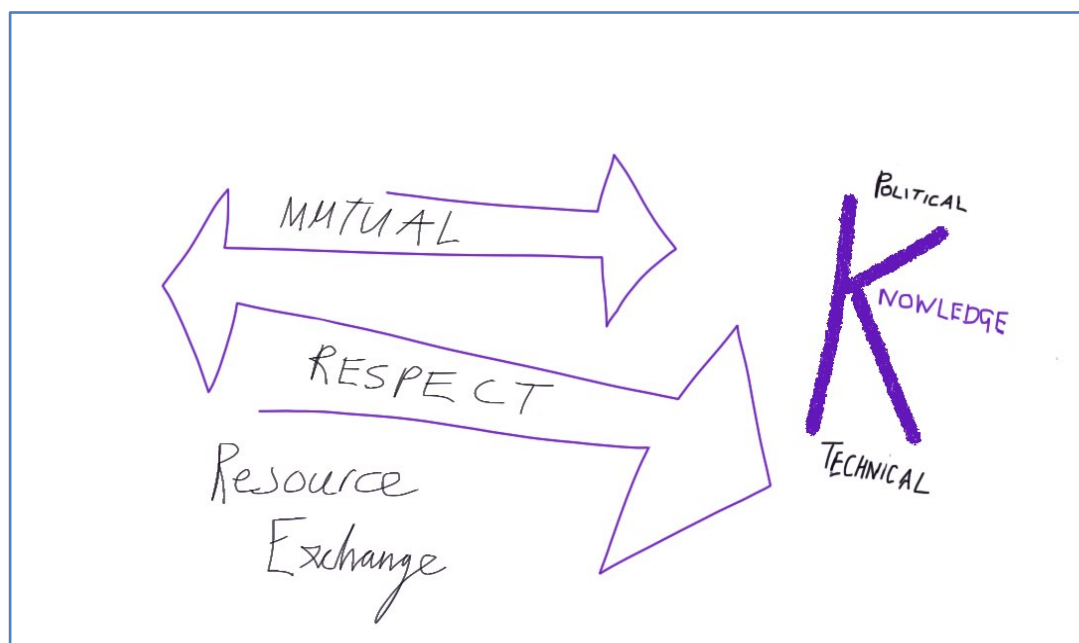 MUTUAL
RESPECT
Resource
Exchange
POLITICAL
KNOWLEDGE
TECHNICAL